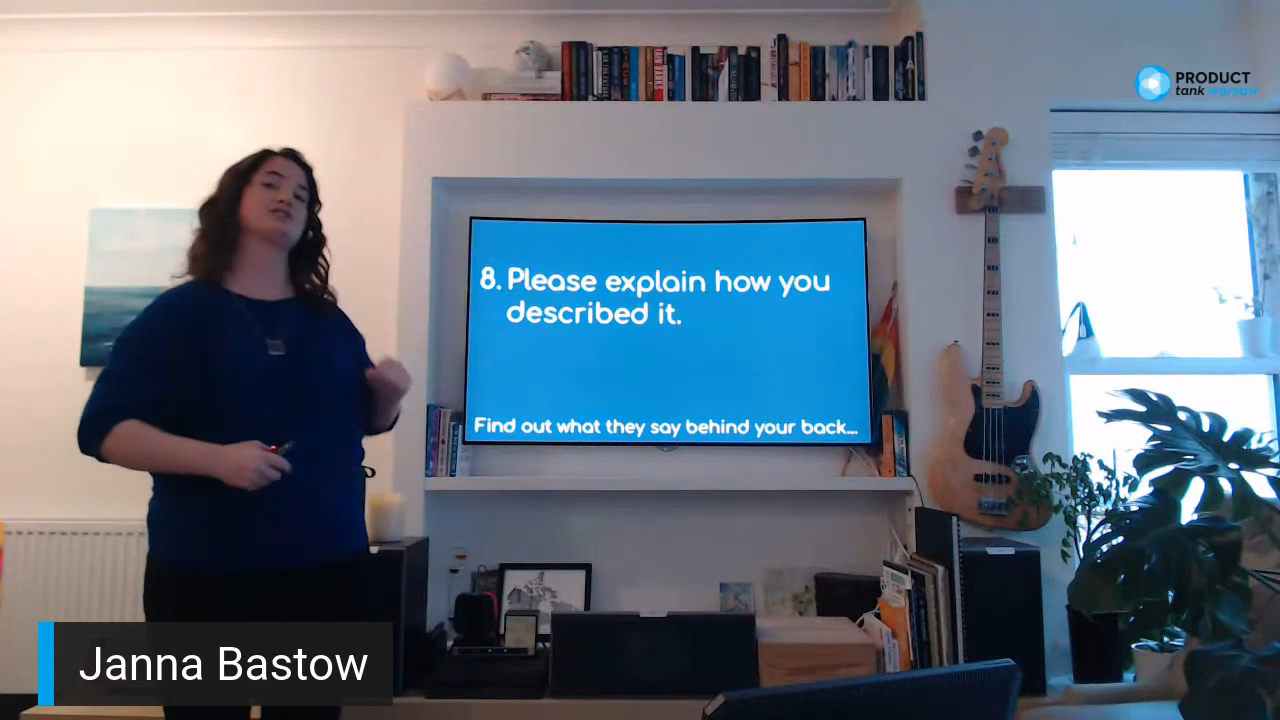 PRODUCT
tank warsaw
8. Please explain how you
described it.
Find out what they say behind your back...
Janna Bastow